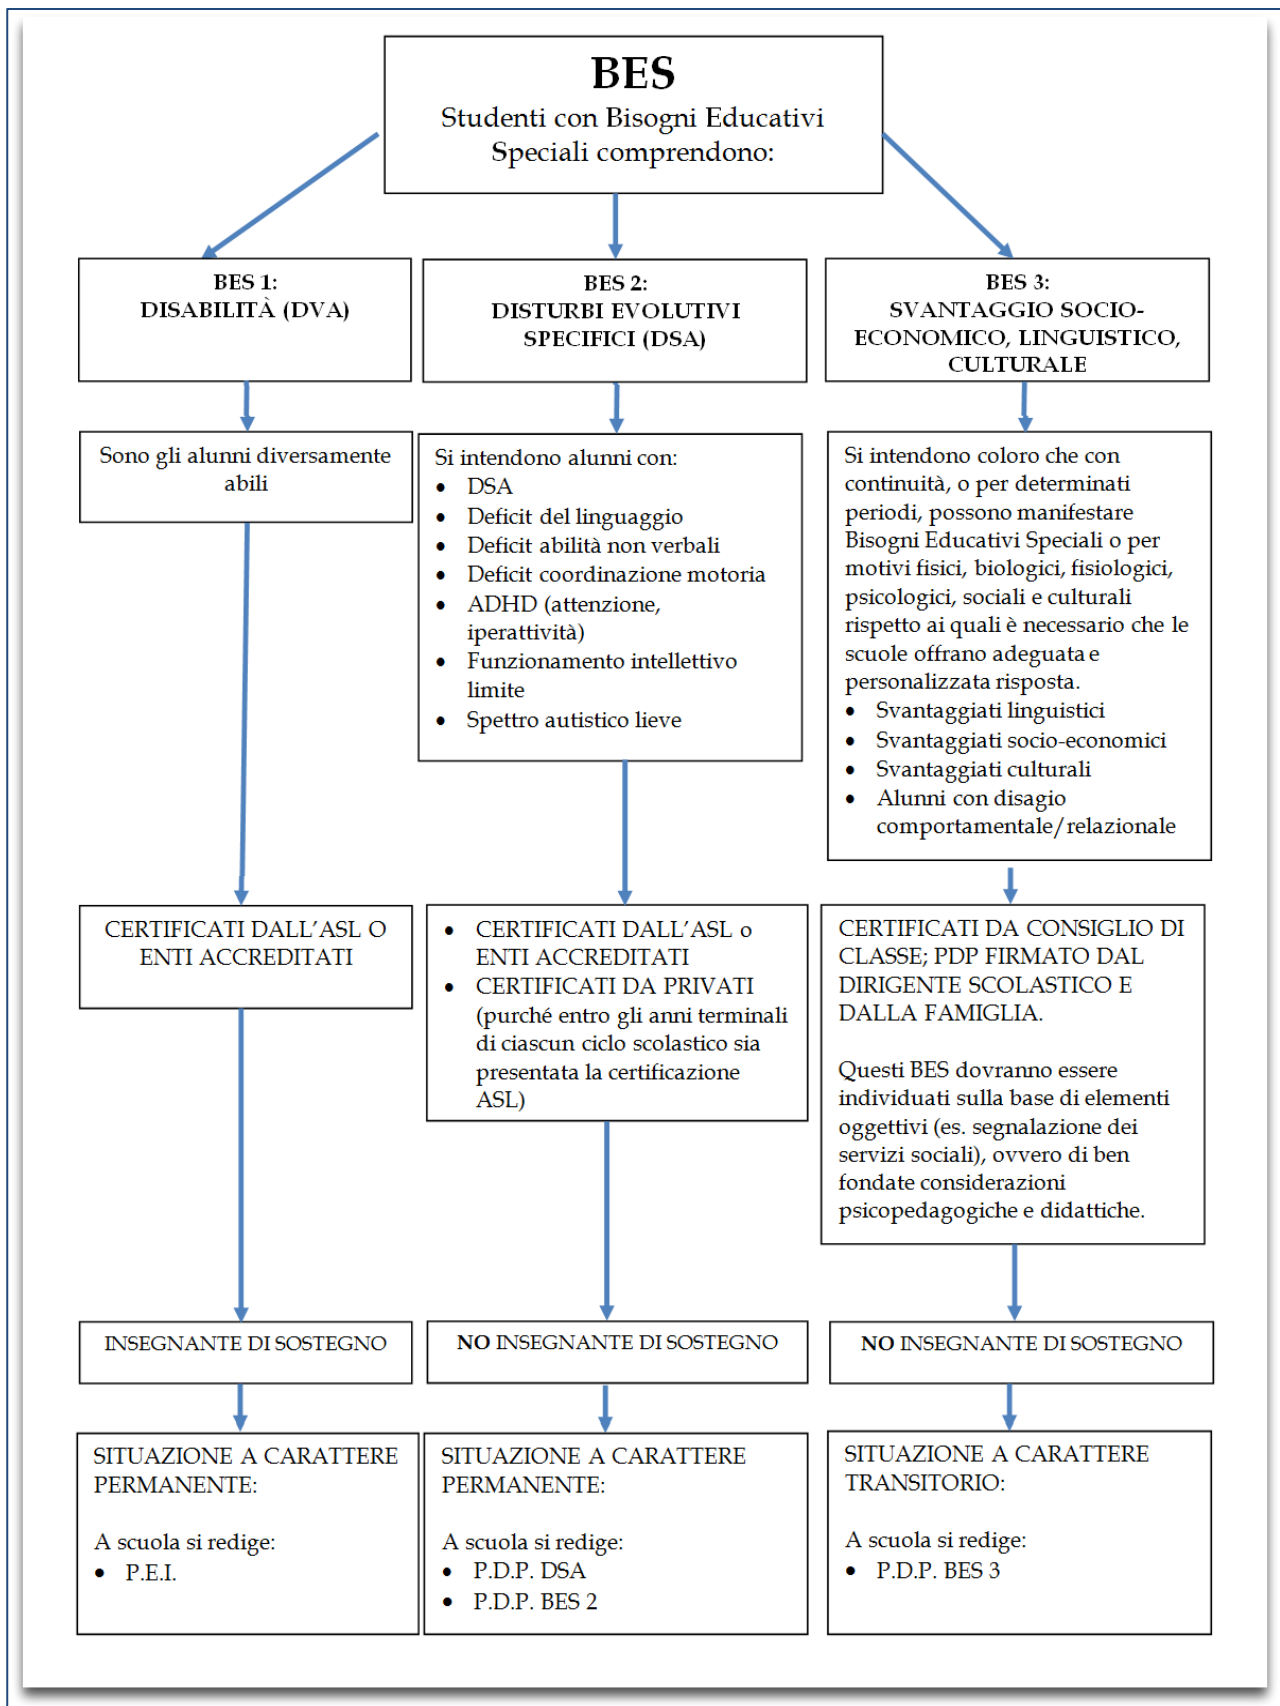 BES
Studenti con Bisogni Educativi
Speciali comprendono:
BES 1:
DISABILITÀ (DVA)
BES 2:
DISTURBI EVOLUTIVI
SPECIFICI (DSA)
BES 3:
SVANTAGGIO SOCIO-
ECONOMICO, LINGUISTICO,
CULTURALE
Sono gli alunni diversamente
abili
Si intendono alunni con:
• DSA
• Deficit del linguaggio
• Deficit abilità non verbali
• Deficit coordinazione motoria
• ADHD (attenzione,
iperattività)
• Funzionamento intellettivo
limite
• Spettro autistico lieve
Si intendono coloro che con
continuità, o per determinati
periodi, possono manifestare
Bisogni Educativi Speciali o per
motivi fisici, biologici, fisiologici,
psicologici, sociali e culturali
rispetto ai quali è necessario che le
scuole offrano adeguata e
personalizzata risposta.
• Svantaggiati linguistici
• Svantaggiati socio-economici
• Svantaggiati culturali
• Alunni con disagio
comportamentale/relazionale
CERTIFICATI DALL'ASL O
ENTI ACCREDITATI
• CERTIFICATI DALL'ASL o
ENTI ACCREDITATI
• CERTIFICATI DA PRIVATI
(purché entro gli anni terminali
di ciascun ciclo scolastico sia
presentata la certificazione
ASL)
CERTIFICATI DA CONSIGLIO DI
CLASSE; PDP FIRMATO DAL
DIRIGENTE SCOLASTICO E
DALLA FAMIGLIA.
Questi BES dovranno essere
individuati sulla base di elementi
oggettivi (es. segnalazione dei
servizi sociali), ovvero di ben
fondate considerazioni
psicopedagogiche e didattiche.
INSEGNANTE DI SOSTEGNO
NO INSEGNANTE DI SOSTEGNO
NO INSEGNANTE DI SOSTEGNO
SITUAZIONE A CARATTERE
PERMANENTE:
A scuola si redige:
• P.E.I.
SITUAZIONE A CARATTERE
PERMANENTE:
A scuola si redige:
• P.D.P. DSA
• P.D.P. BES 2
SITUAZIONE A CARATTERE
TRANSITORIO:
A scuola si redige:
• P.D.P. BES 3